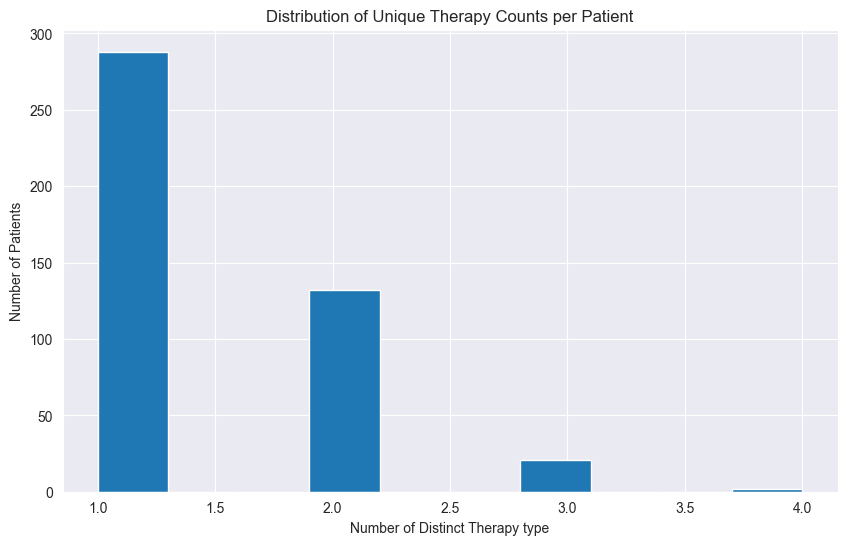 Distribution of Unique Therapy Counts per Patient
300
250
200
150
100
50
0
Number of Patients
1.0 1.5 2.0 2.5 3.0 3.5 4.0
Number of Distinct Therapy type